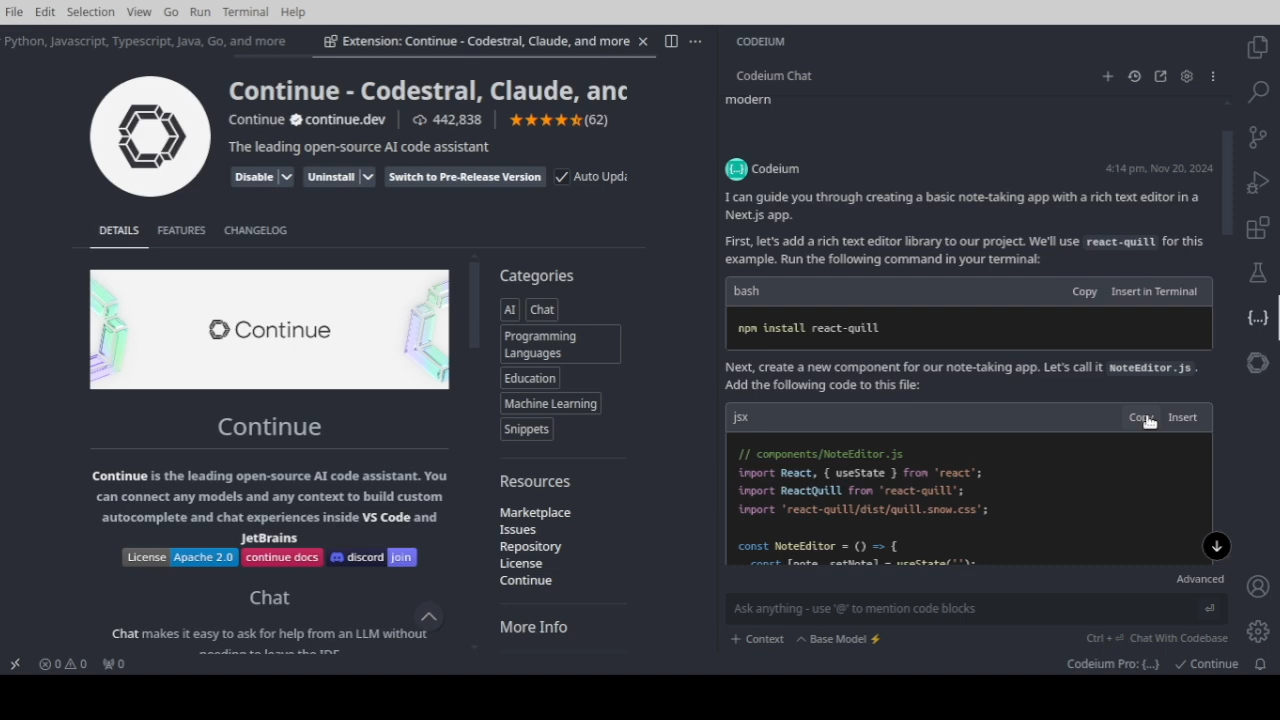 File Edit Selection View Go Run Terminal Help
Python, Javascript, Typescript, Java, Go, and more
Extension: Continue - Codestral, Claude, and more
Continue - Codestral, Claude, and
Continue continue.dev 442,838 (62)
The leading open-source AI code assistant
Disable Uninstall Switch to Pre-Release Version Auto Upda
DETAILS FEATURES CHANGELOG
Continue
Continue
Continue is the leading open-source AI code assistant. You
can connect any models and any context to build custom
autocomplete and chat experiences inside VS Code and
JetBrains
License Apache 2.0 continue docs discord join
Chat
Chat makes it easy to ask for help from an LLM without
needing to leave the IDE
Categories
AI Chat
Programming
Languages
Education
Machine Learning
Snippets
Resources
Marketplace
Issues
Repository
License
Continue
More Info
CODEIUM
Codeium Chat
modern
{...} Codeium 4:14 pm, Nov 20, 2024
I can guide you through creating a basic note-taking app with a rich text editor in a
Next.js app.
First, let's add a rich text editor library to our project. We'll use react-quill for this
example. Run the following command in your terminal:
bash Copy Insert in Terminal
npm install react-quill
Next, create a new component for our note-taking app. Let's call it NoteEditor.js.
Add the following code to this file:
jsx Copy Insert
// components/NoteEditor.js
import React, { useState } from 'react';
import ReactQuill from 'react-quill';
import 'react-quill/dist/quill.snow.css';
const NoteEditor = () => {
const [note, setNote] = useState('');
Advanced
Ask anything - use '@' to mention code blocks
+ Context Base Model Ctrl + ⏎ Chat With Codebase
{...}
0 0 0
Codeium Pro: {...} Continue